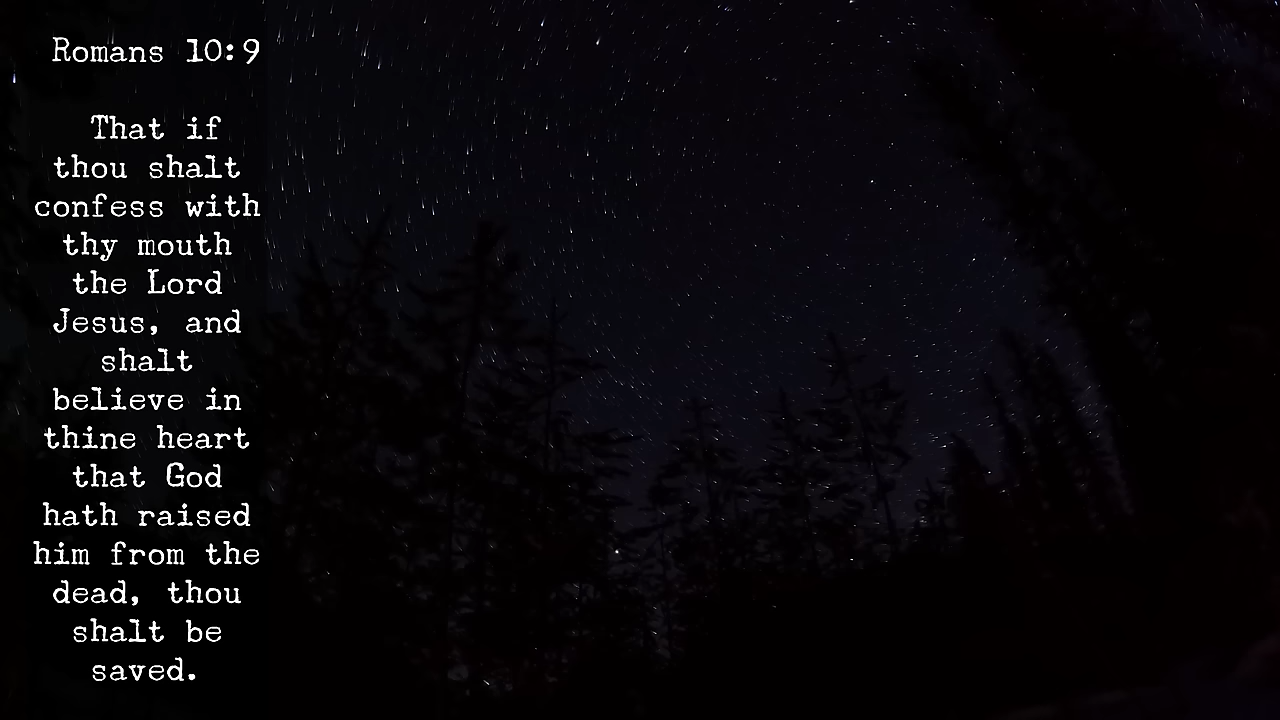 Romans 10:9
That if
thou shalt
confess with
thy mouth
the Lord
Jesus, and
shalt
believe in
thine heart
that God
hath raised
him from the
dead, thou
shalt be
saved.